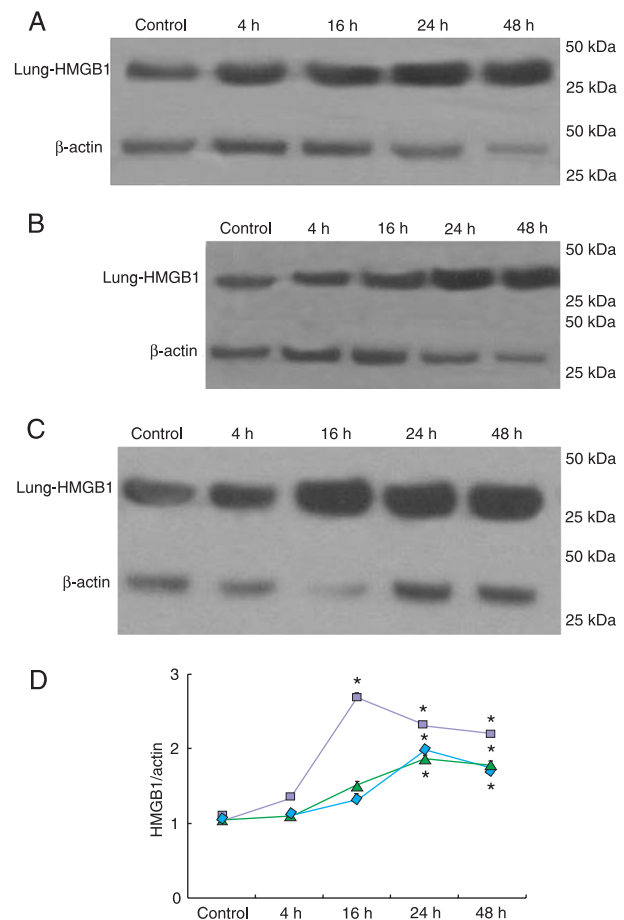 A
Control 4 h 16 h 24 h 48 h
50 kDa
Lung-HMGB1
25 kDa
50 kDa
β-actin
25 kDa
B
Control 4 h 16 h 24 h 48 h
50 kDa
Lung-HMGB1
25 kDa
50 kDa
β-actin
25 kDa
C
Control 4 h 16 h 24 h 48 h
50 kDa
Lung-HMGB1
25 kDa
50 kDa
β-actin
25 kDa
D
HMGB1/actin
3
* * *
* *
2
* *
1
0
Control 4 h 16 h 24 h 48 h